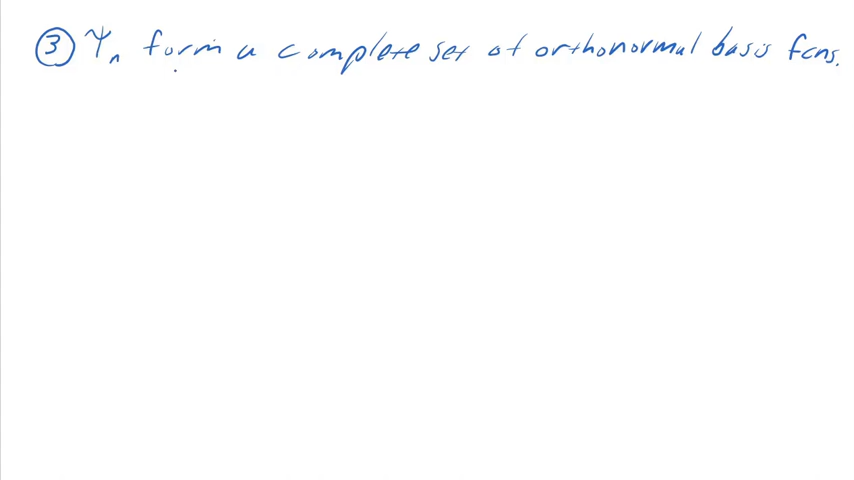 ③ Ψn form a complete set of orthonormal basis fcns.